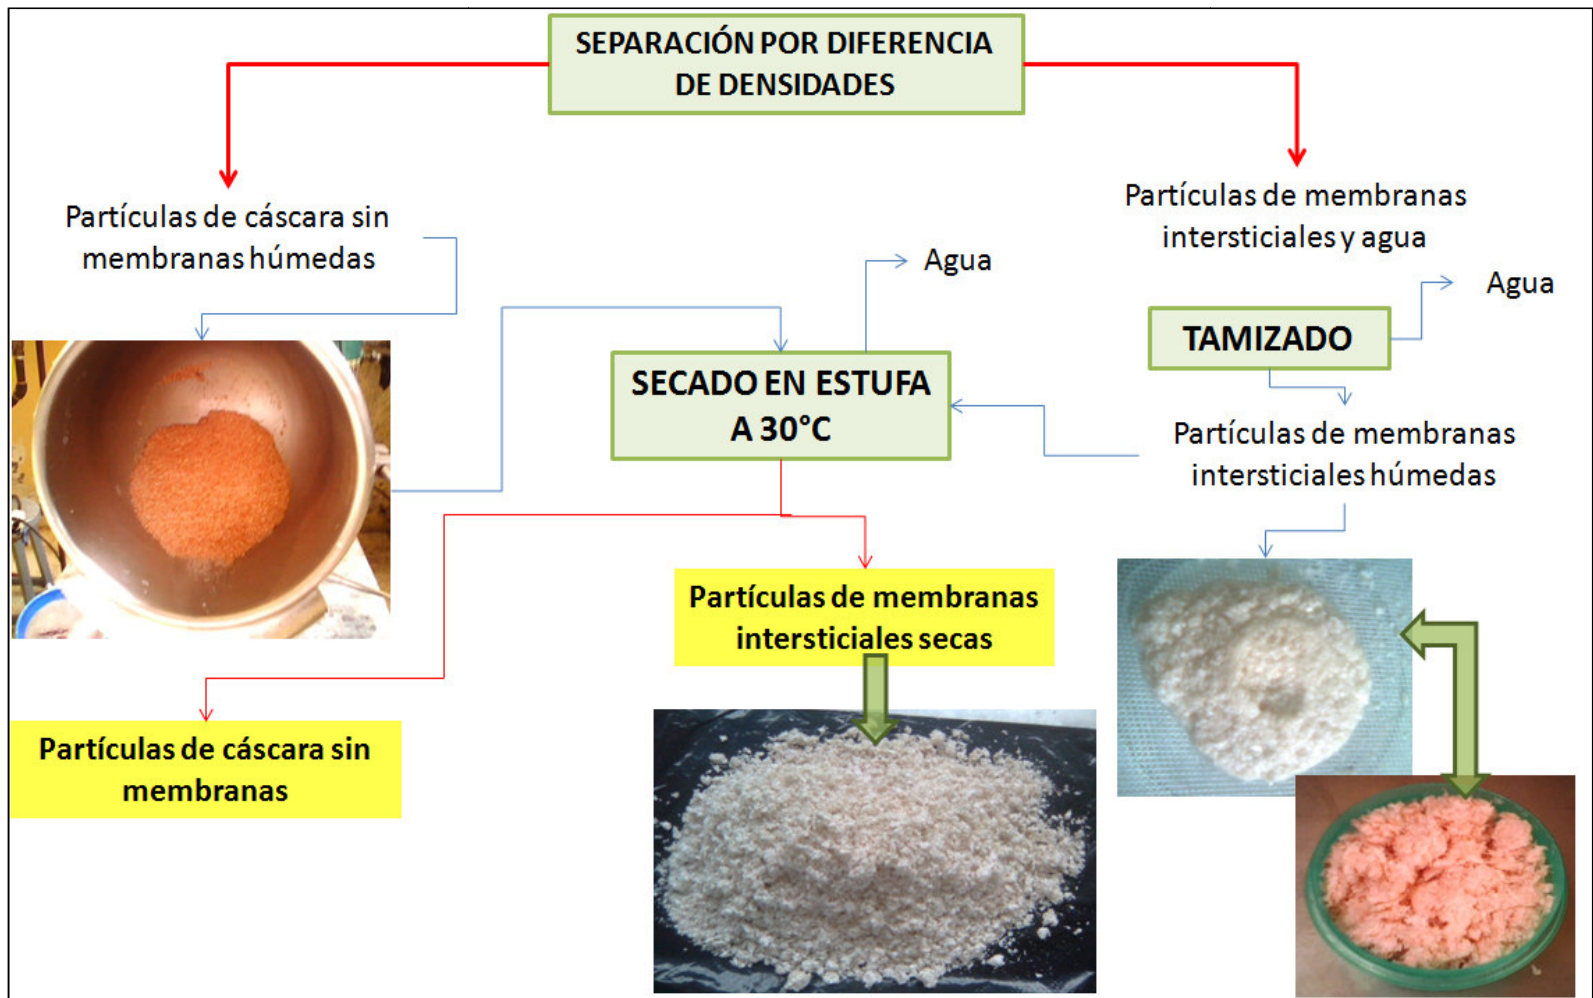 SEPARACIÓN POR DIFERENCIA
DE DENSIDADES
Partículas de cáscara sin
membranas húmedas
Partículas de membranas
intersticiales y agua
Agua
Agua
TAMIZADO
SECADO EN ESTUFA
A 30°C
Partículas de membranas
intersticiales húmedas
Partículas de membranas
intersticiales secas
Partículas de cáscara sin
membranas